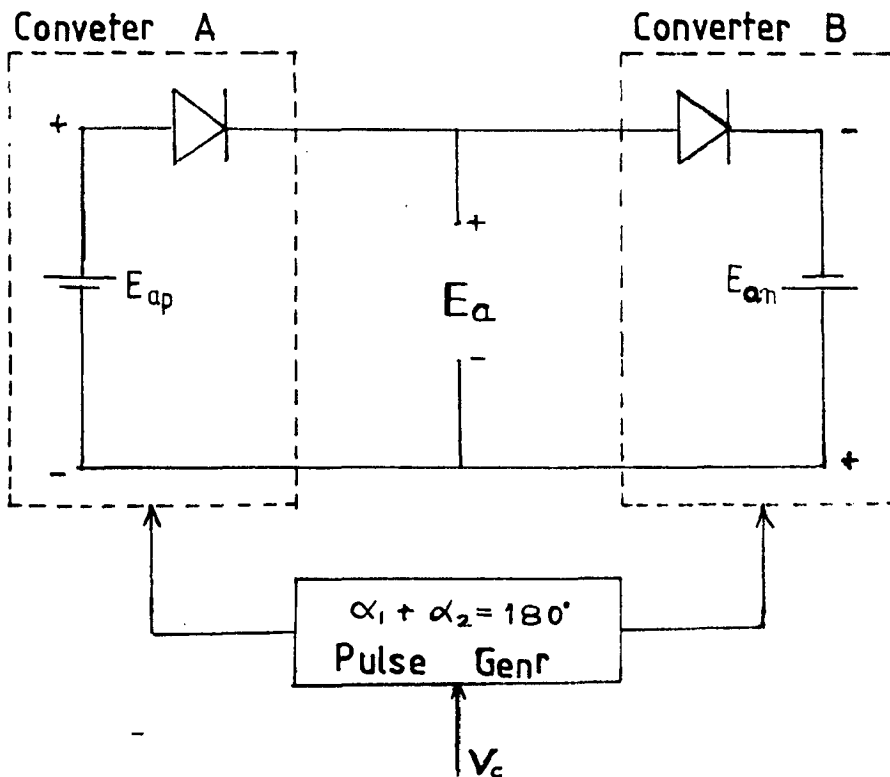 Conveter A
Converter B
+
-
E_ap
+
E_a
-
E_an
-
+
α₁ + α₂ = 180°
Pulse Genr
V_c